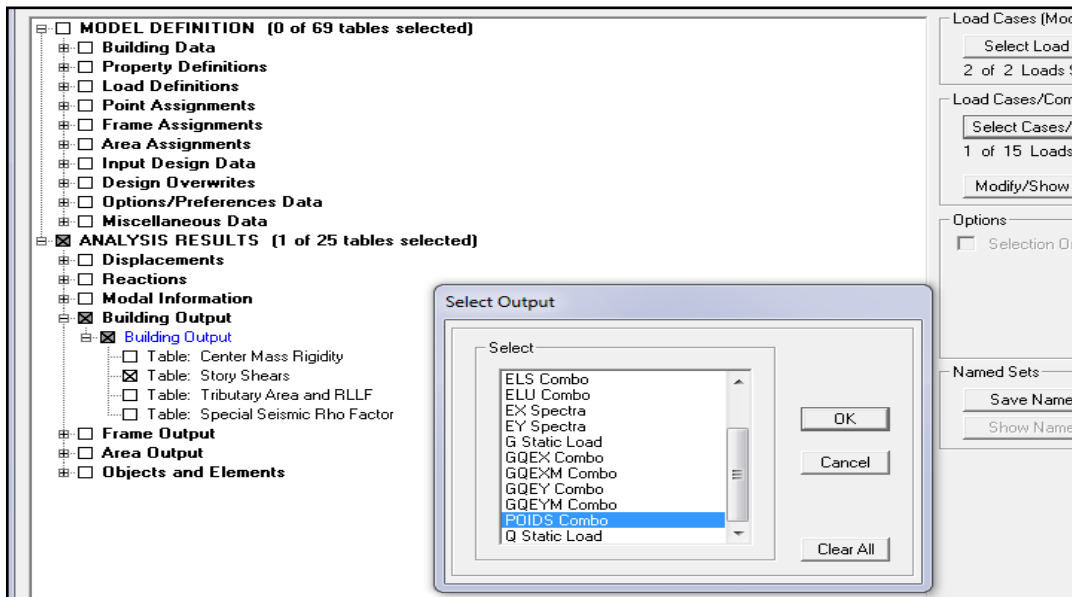 MODEL DEFINITION (0 of 69 tables selected)
Building Data
Property Definitions
Load Definitions
Point Assignments
Frame Assignments
Area Assignments
Input Design Data
Design Overwrites
Options/Preferences Data
Miscellaneous Data
ANALYSIS RESULTS (1 of 25 tables selected)
Displacements
Reactions
Modal Information
Building Output
Building Output
Table: Center Mass Rigidity
Table: Story Shears
Table: Tributary Area and RLLF
Table: Special Seismic Rho Factor
Frame Output
Area Output
Objects and Elements
Select Output
Select
ELS Combo
ELU Combo
EX Spectra
EY Spectra
G Static Load
GQEX Combo
GQEXM Combo
GQEY Combo
GQEYM Combo
POIDS Combo
Q Static Load
OK
Cancel
Clear All
Load Cases (Mod
Select Load
2 of 2 Loads S
Load Cases/Com
Select Cases/
1 of 15 Loads
Modify/Show
Options
Selection O
Named Sets
Save Name
Show Name